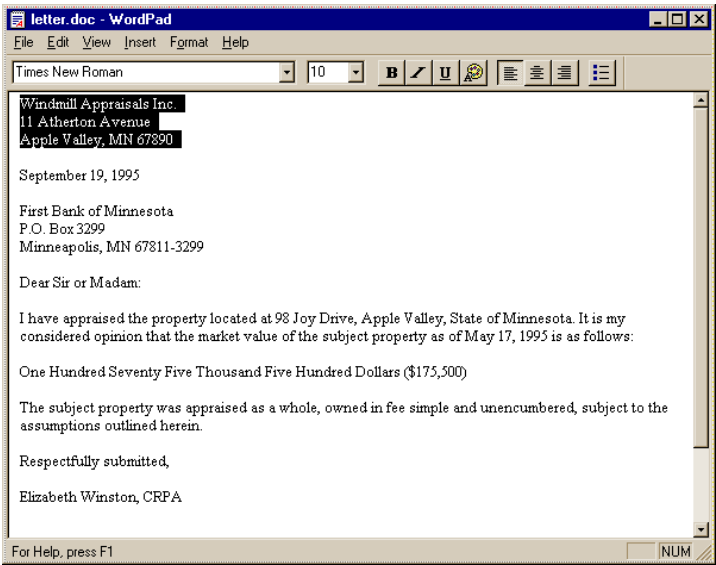 letter.doc - WordPad
File Edit View Insert Format Help
Times New Roman 10 B I U
Windmill Appraisals Inc.
11 Atherton Avenue
Apple Valley, MN 67890
September 19, 1995
First Bank of Minnesota
P.O. Box 3299
Minneapolis, MN 67811-3299
Dear Sir or Madam:
I have appraised the property located at 98 Joy Drive, Apple Valley, State of Minnesota. It is my
considered opinion that the market value of the subject property as of May 17, 1995 is as follows:
One Hundred Seventy Five Thousand Five Hundred Dollars ($175,500)
The subject property was appraised as a whole, owned in fee simple and unencumbered, subject to the
assumptions outlined herein.
Respectfully submitted,
Elizabeth Winston, CRPA
For Help, press F1 NUM